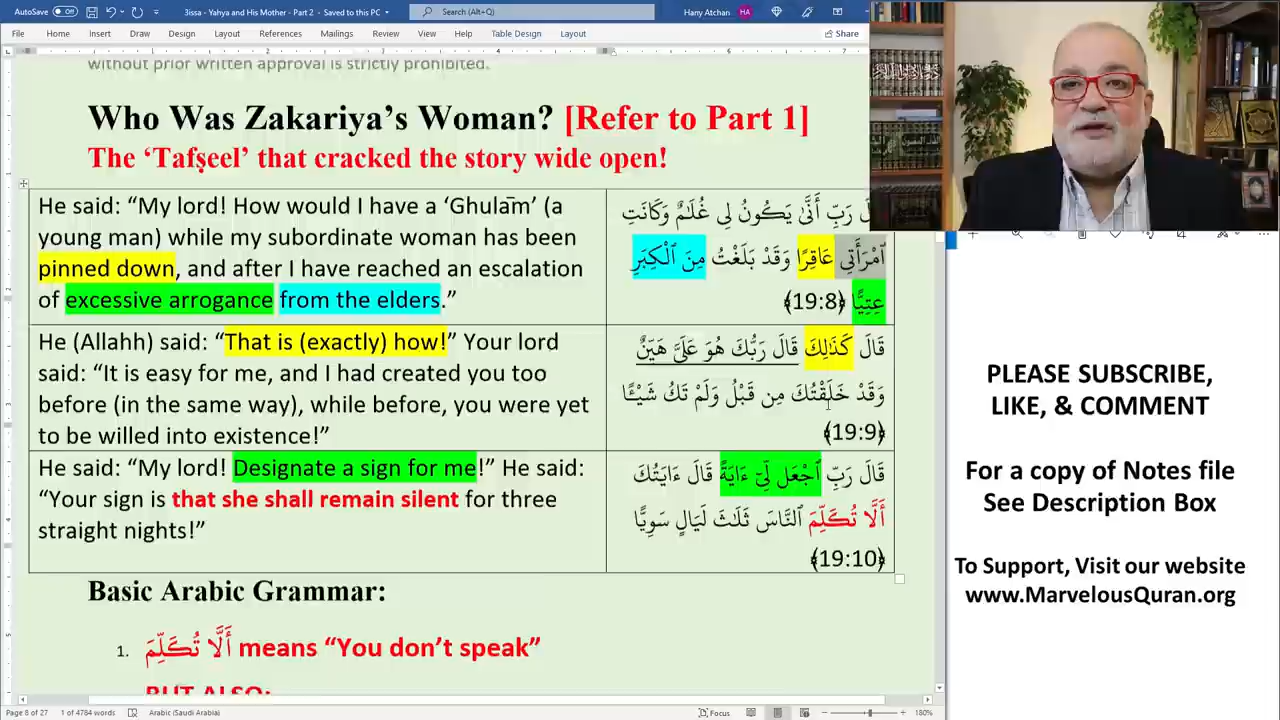 AutoSave Off
3issa - Yahya and His Mother - Part 2 - Saved to this PC
Search (Alt+Q)
Hany Atchan HA
File Home Insert Draw Design Layout References Mailings Review View Help Table Design Layout Share
without prior written approval is strictly prohibited.
Who Was Zakariya’s Woman? [Refer to Part 1]
The ‘Tafṣeel’ that cracked the story wide open!
He said: “My lord! How would I have a ‘Ghulām’ (a
young man) while my subordinate woman has been
pinned down, and after I have reached an escalation
of excessive arrogance from the elders.”
رَبِّ أَنَّىٰ يَكُونُ لِى غُلَـٰمٌ وَكَانَتِ
ٱمْرَأَتِي عَاقِرًا وَقَدْ بَلَغْتُ مِنَ ٱلْكِبَرِ
عِتِيًّا ﴿19:8﴾
He (Allahh) said: “That is (exactly) how!” Your lord
said: “It is easy for me, and I had created you too
before (in the same way), while before, you were yet
to be willed into existence!”
قَالَ كَذَٰلِكَ قَالَ رَبُّكَ هُوَ عَلَىَّ هَيِّنٌ
وَقَدْ خَلَقْتُكَ مِن قَبْلُ وَلَمْ تَكُ شَيْـًٔا
﴿19:9﴾
He said: “My lord! Designate a sign for me!” He said:
“Your sign is that she shall remain silent for three
straight nights!”
قَالَ رَبِّ ٱجْعَل لِّىٓ ءَايَةً قَالَ ءَايَتُكَ
أَلَّا تُكَلِّمَ ٱلنَّاسَ ثَلَـٰثَ لَيَالٍ سَوِيًّا
﴿19:10﴾
Basic Arabic Grammar:
1. أَلَّا تُكَلِّمَ means “You don’t speak”
BUT ALSO:
PLEASE SUBSCRIBE,
LIKE, & COMMENT
For a copy of Notes file
See Description Box
To Support, Visit our website
www.MarvelousQuran.org
Page 8 of 27 1 of 4784 words Arabic (Saudi Arabia) Focus 180%